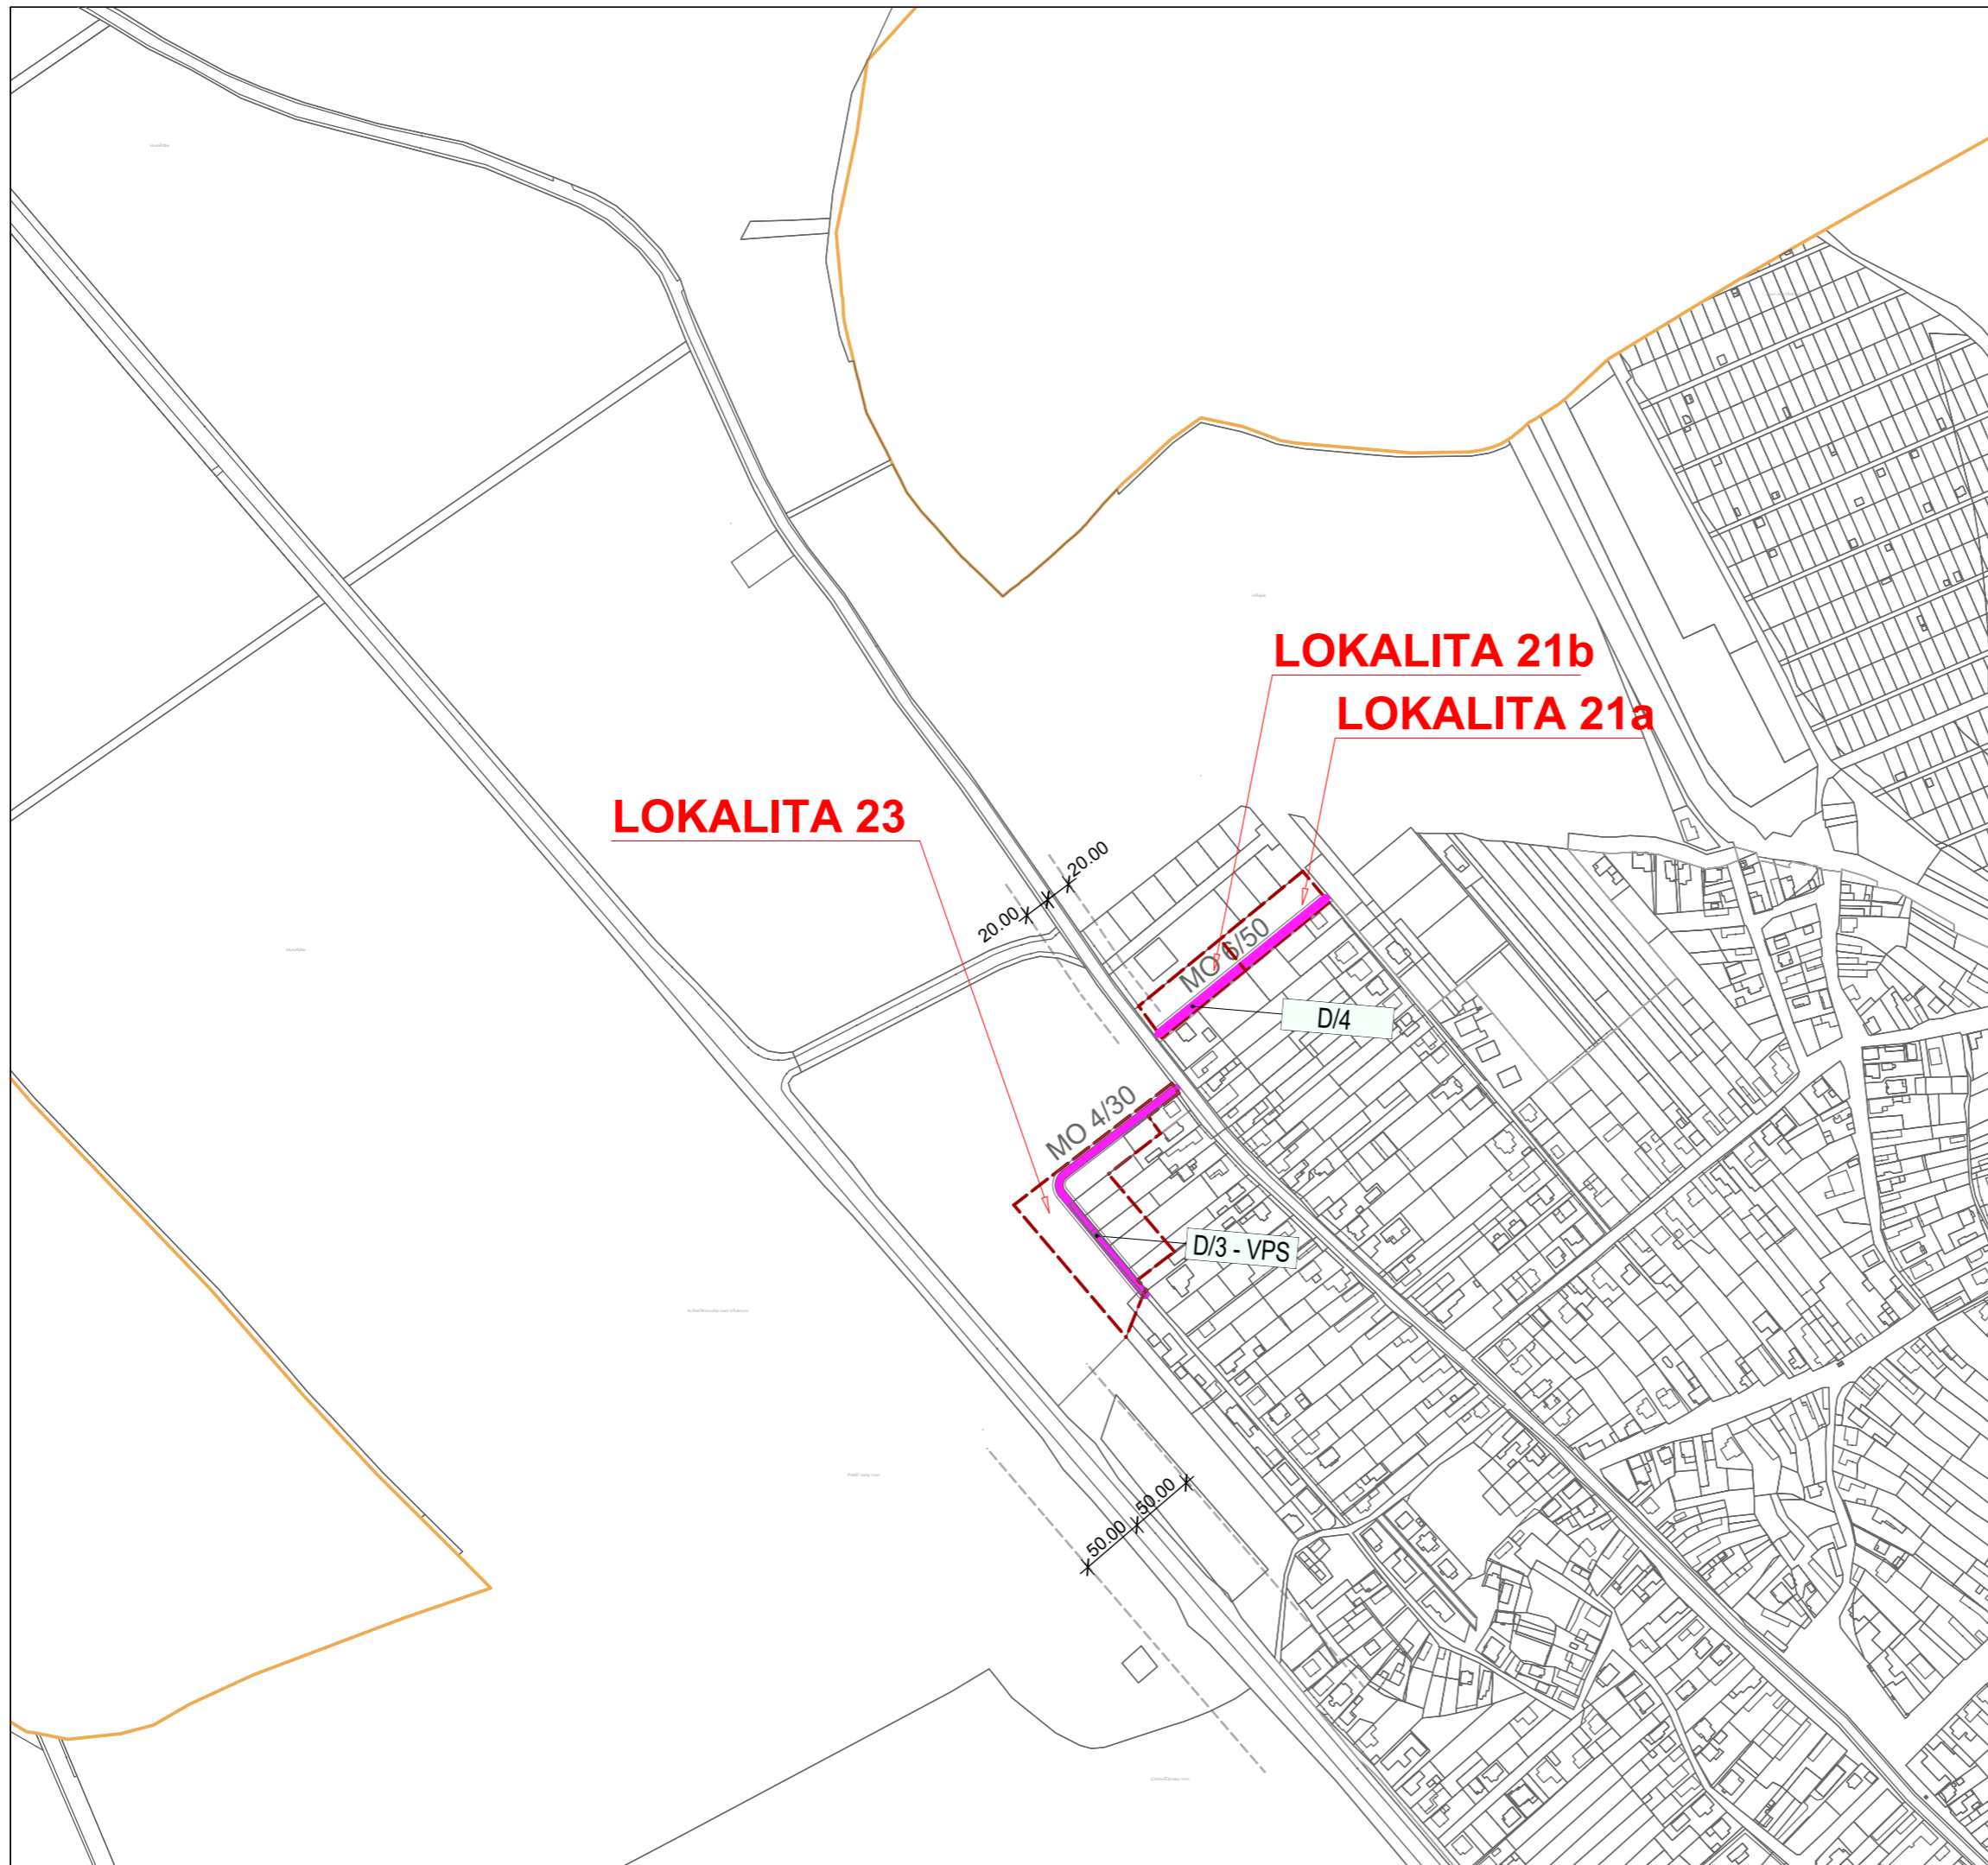 LOKALITA 21b
LOKALITA 21a
LOKALITA 23
20.00
20.00
MO 6/50
D/4
MO 4/30
D/3 - VPS
50.00
50.00